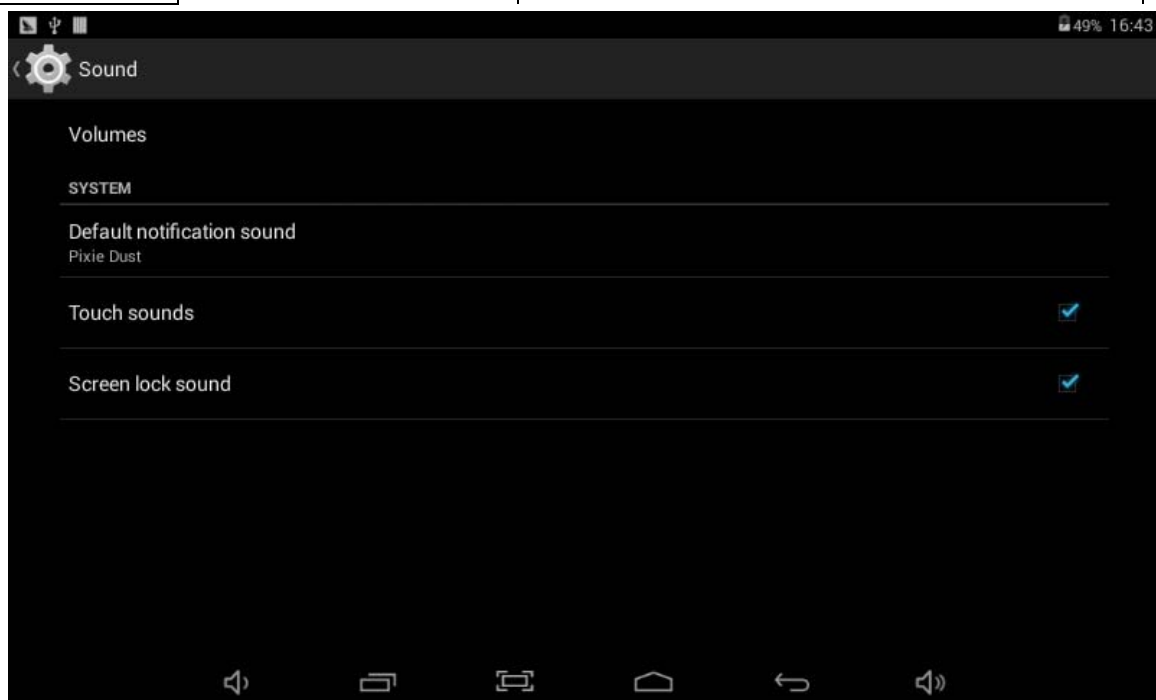 49% 16:43
Sound
Volumes
SYSTEM
Default notification sound
Pixie Dust
Touch sounds
Screen lock sound